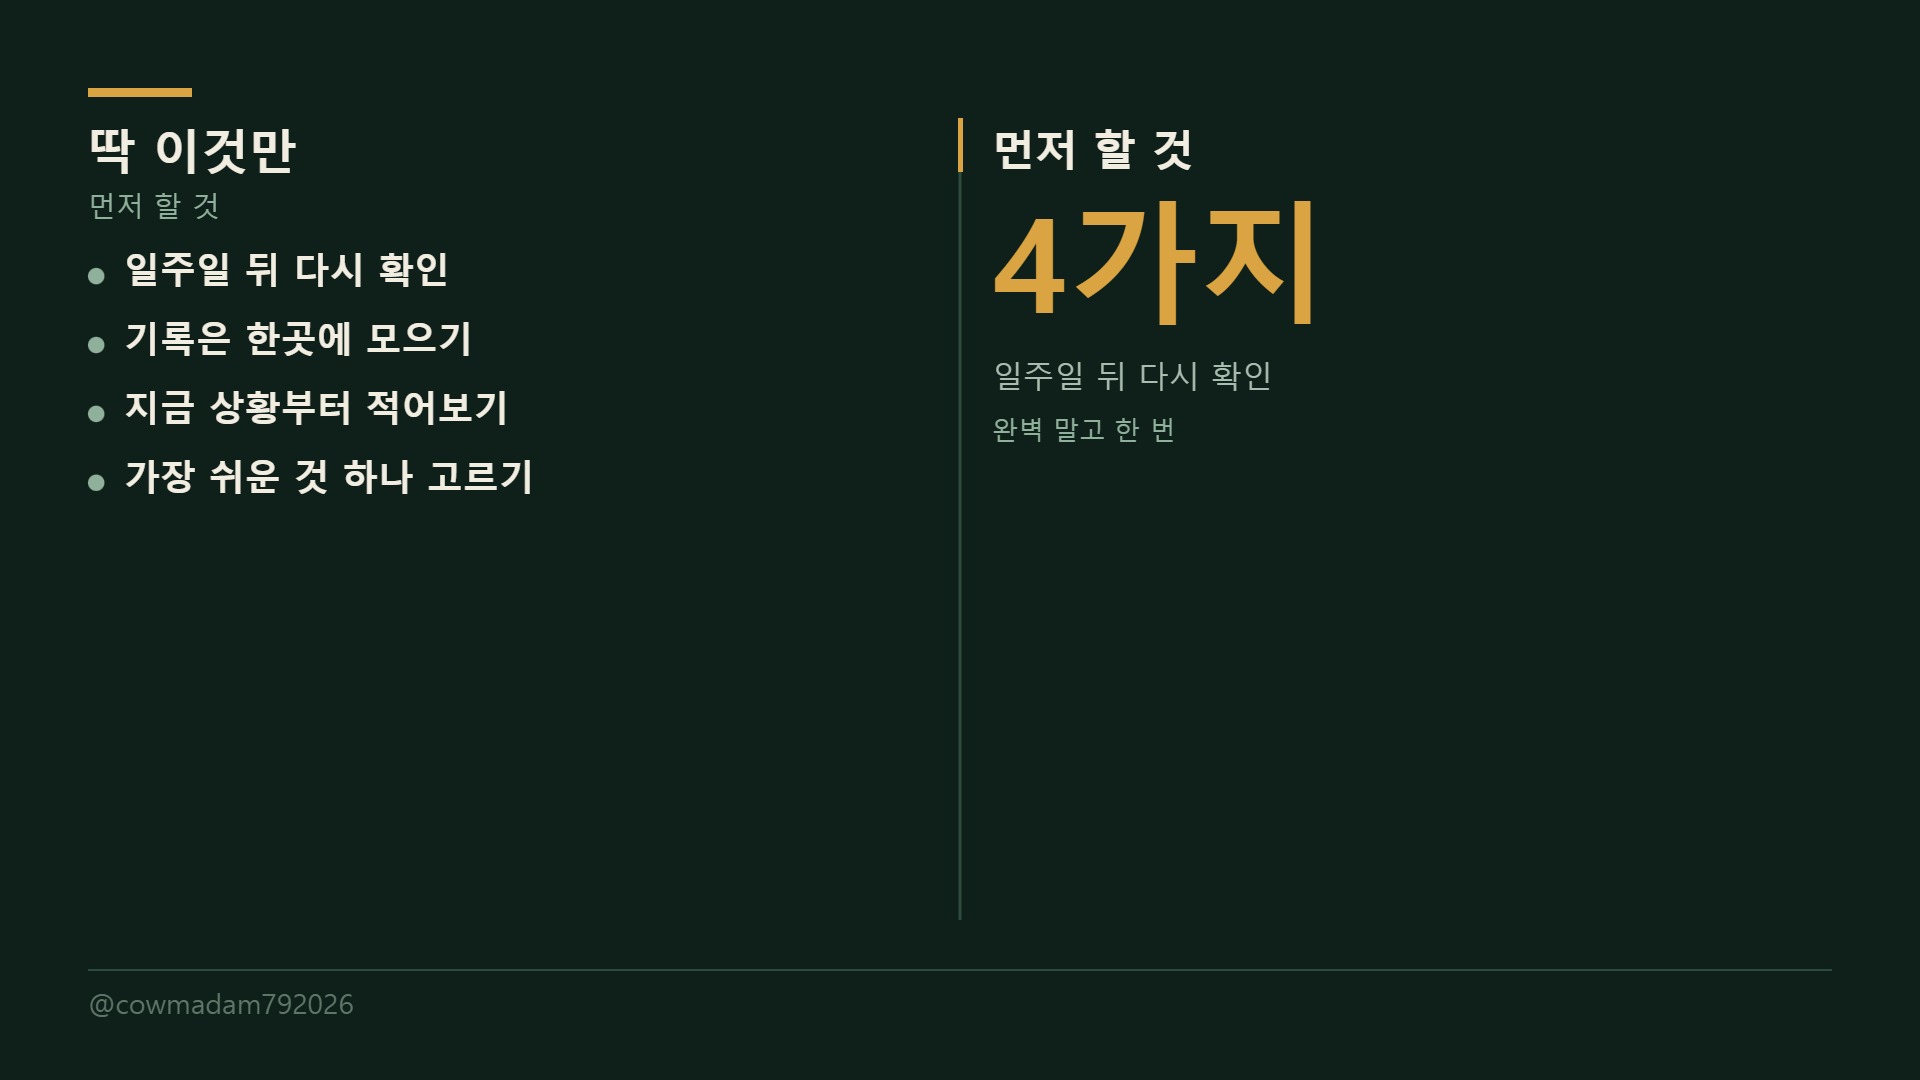 딱 이것만
먼저 할 것
일주일 뒤 다시 확인
기록은 한곳에 모으기
지금 상황부터 적어보기
가장 쉬운 것 하나 고르기
먼저 할 것
4가지
일주일 뒤 다시 확인
완벽 말고 한 번
@cowmadam792026